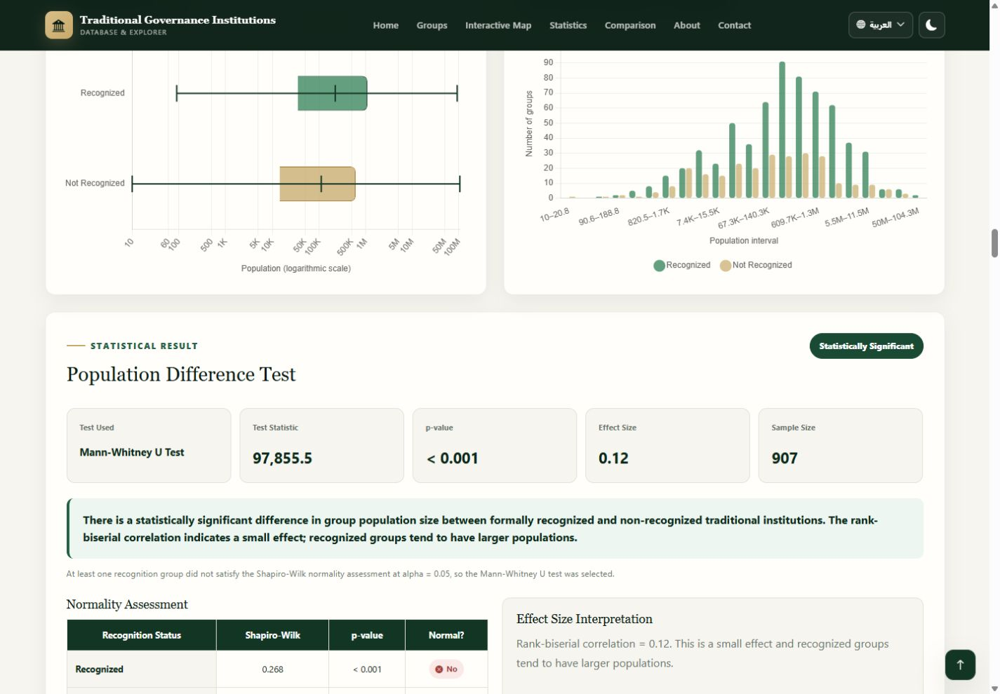 Traditional Governance Institutions
DATABASE & EXPLORER
Home
Groups
Interactive Map
Statistics
Comparison
About
Contact
العربية
Recognized
Not Recognized
10
60
100
500
1K
5K
10K
50K
100K
500K
1M
5M
10M
50M
100M
Population (logarithmic scale)
Number of groups
90
80
70
60
50
40
30
20
10
0
10–20.8
90.6–188.8
820.5–1.7K
7.4K–15.5K
67.3K–140.3K
609.7K–1.3M
5.5M–11.5M
50M–104.3M
Population interval
Recognized
Not Recognized
STATISTICAL RESULT
Statistically Significant
Population Difference Test
Test Used
Mann-Whitney U Test
Test Statistic
97,855.5
p-value
< 0.001
Effect Size
0.12
Sample Size
907
There is a statistically significant difference in group population size between formally recognized and non-recognized traditional institutions. The rank-
biserial correlation indicates a small effect; recognized groups tend to have larger populations.
At least one recognition group did not satisfy the Shapiro-Wilk normality assessment at alpha = 0.05, so the Mann-Whitney U test was selected.
Normality Assessment
Recognition Status
Shapiro-Wilk
p-value
Normal?
Recognized
0.268
< 0.001
No
Effect Size Interpretation
Rank-biserial correlation = 0.12. This is a small effect and recognized groups
tend to have larger populations.